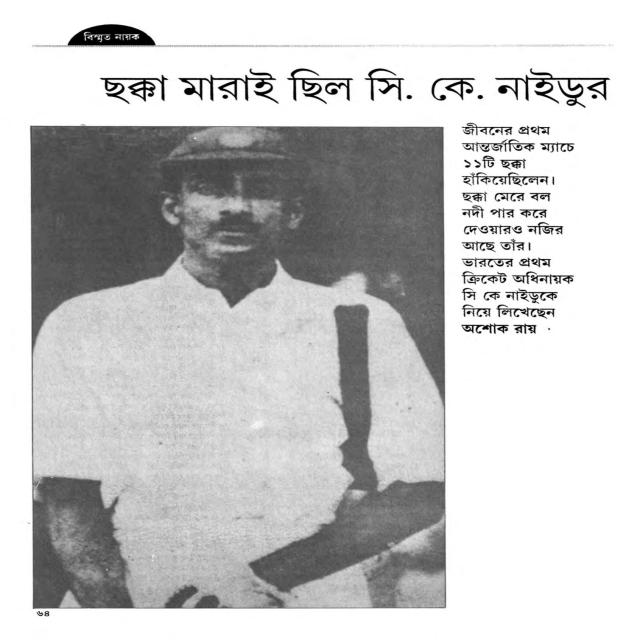 বিস্মৃত নায়ক
ছক্কা মারাই ছিল সি. কে. নাইডুর
জীবনের প্রথম
আন্তর্জাতিক ম্যাচে
১১টি ছক্কা
হাঁকিয়েছিলেন।
ছক্কা মেরে বল
নদী পার করে
দেওয়ারও নজির
আছে তাঁর।
ভারতের প্রথম
ক্রিকেট অধিনায়ক
সি কে নাইডুকে
নিয়ে লিখেছেন
অশোক রায়
৬৪